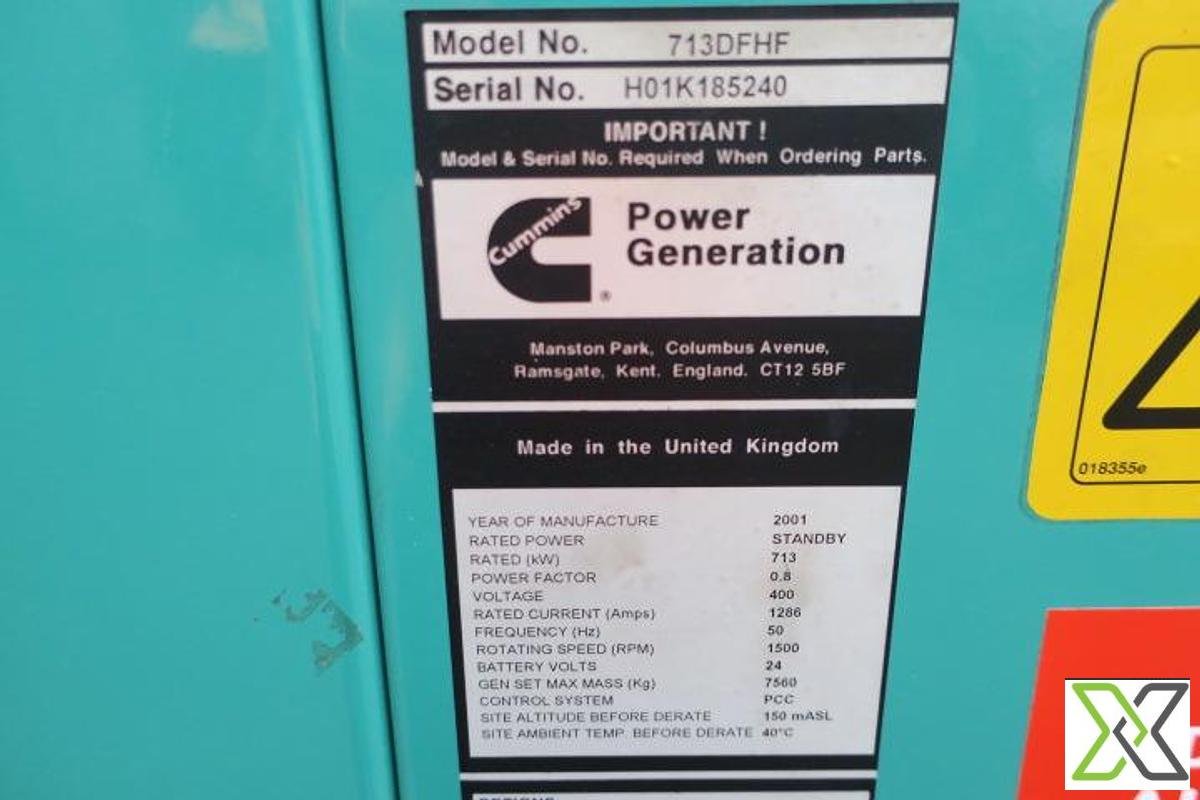 Model No. 713DFHF
Serial No. H01K185240
IMPORTANT !
Model & Serial No. Required When Ordering Parts.
Cummins
Power
Generation
®
Manston Park, Columbus Avenue,
Ramsgate, Kent. England. CT12 5BF
Made in the United Kingdom
YEAR OF MANUFACTURE 2001
RATED POWER STANDBY
RATED (kW) 713
POWER FACTOR 0.8
VOLTAGE 400
RATED CURRENT (Amps) 1286
FREQUENCY (Hz) 50
ROTATING SPEED (RPM) 1500
BATTERY VOLTS 24
GEN SET MAX MASS (Kg) 7560
CONTROL SYSTEM PCC
SITE ALTITUDE BEFORE DERATE 150 mASL
SITE AMBIENT TEMP. BEFORE DERATE 40°C
018355e